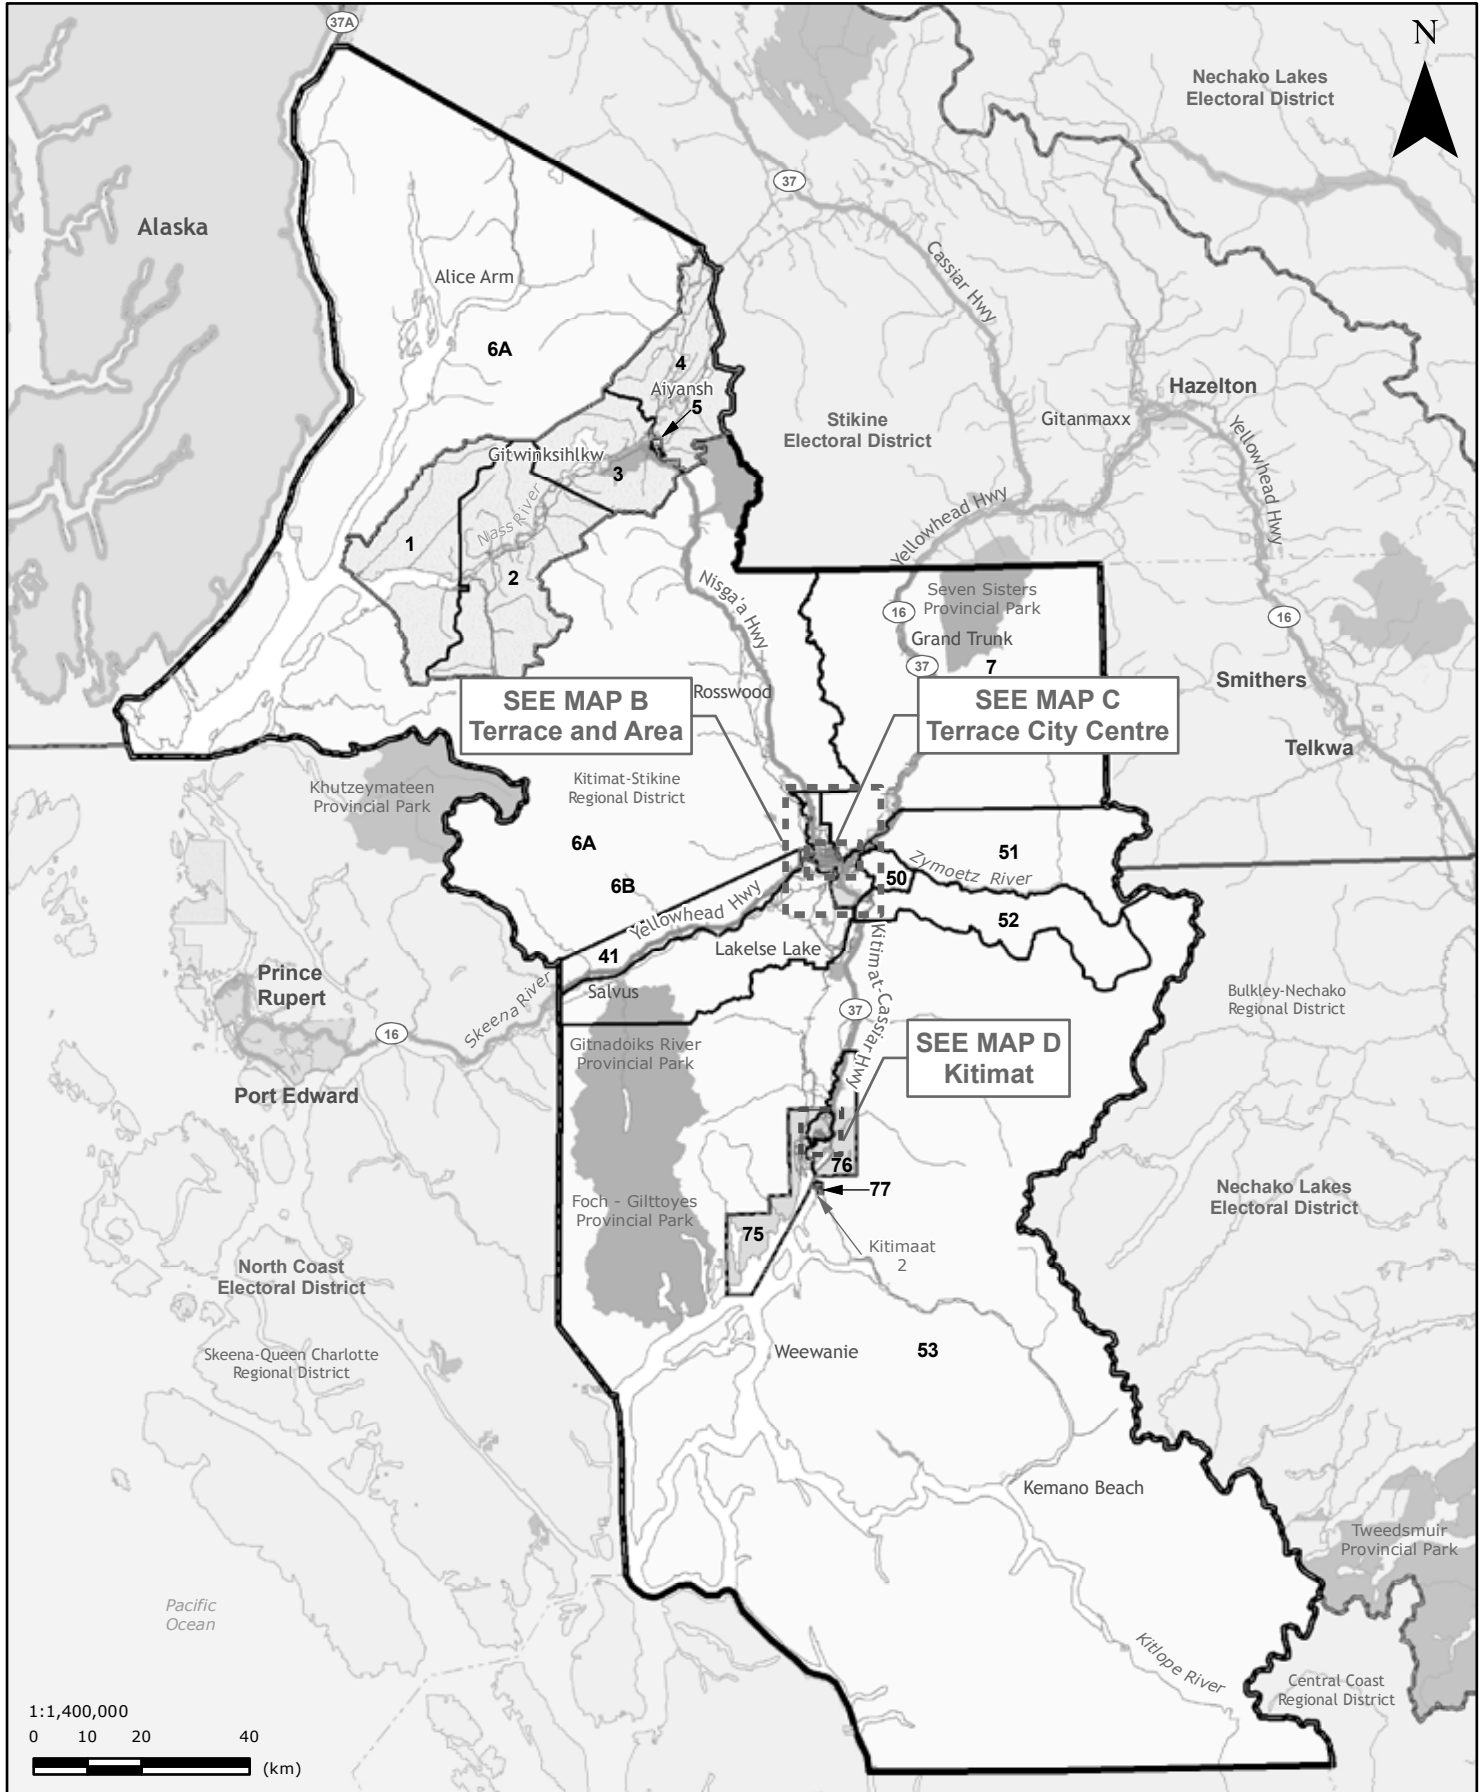 37A
N
Nechako Lakes
Electoral District
37
Alaska
Cassiar Hwy
Alice Arm
6A
4
Aiyansh
5
Hazelton
Gitanmaxx
Stikine
Electoral District
Yellowhead Hwy
Gitwinksihlkw
3
Nass River
Yellowhead Hwy
1
2
Nisga'a Hwy
Seven Sisters
Provincial Park
16
16
Grand Trunk
37
7
Smithers
SEE MAP B
Terrace and Area
Rosswood
SEE MAP C
Terrace City Centre
Telkwa
Khutzeymateen
Provincial Park
Kitimat-Stikine
Regional District
6A
51
Zymoetz River
50
6B
Yellowhead Hwy
52
41
Lakelse Lake
Kitimat-Cassiar Hwy
Prince
Rupert
Salvus
Skeena River
Bulkley-Nechako
Regional District
37
16
Gitnadoiks River
Provincial Park
SEE MAP D
Kitimat
Port Edward
76
77
Foch - Gilttoyes
Provincial Park
Nechako Lakes
Electoral District
75
Kitimaat
2
North Coast
Electoral District
Weewanie
53
Skeena-Queen Charlotte
Regional District
Kemano Beach
Tweedsmuir
Provincial Park
Pacific
Ocean
Kitlope River
Central Coast
Regional District
1:1,400,000
0 10 20 40
(km)